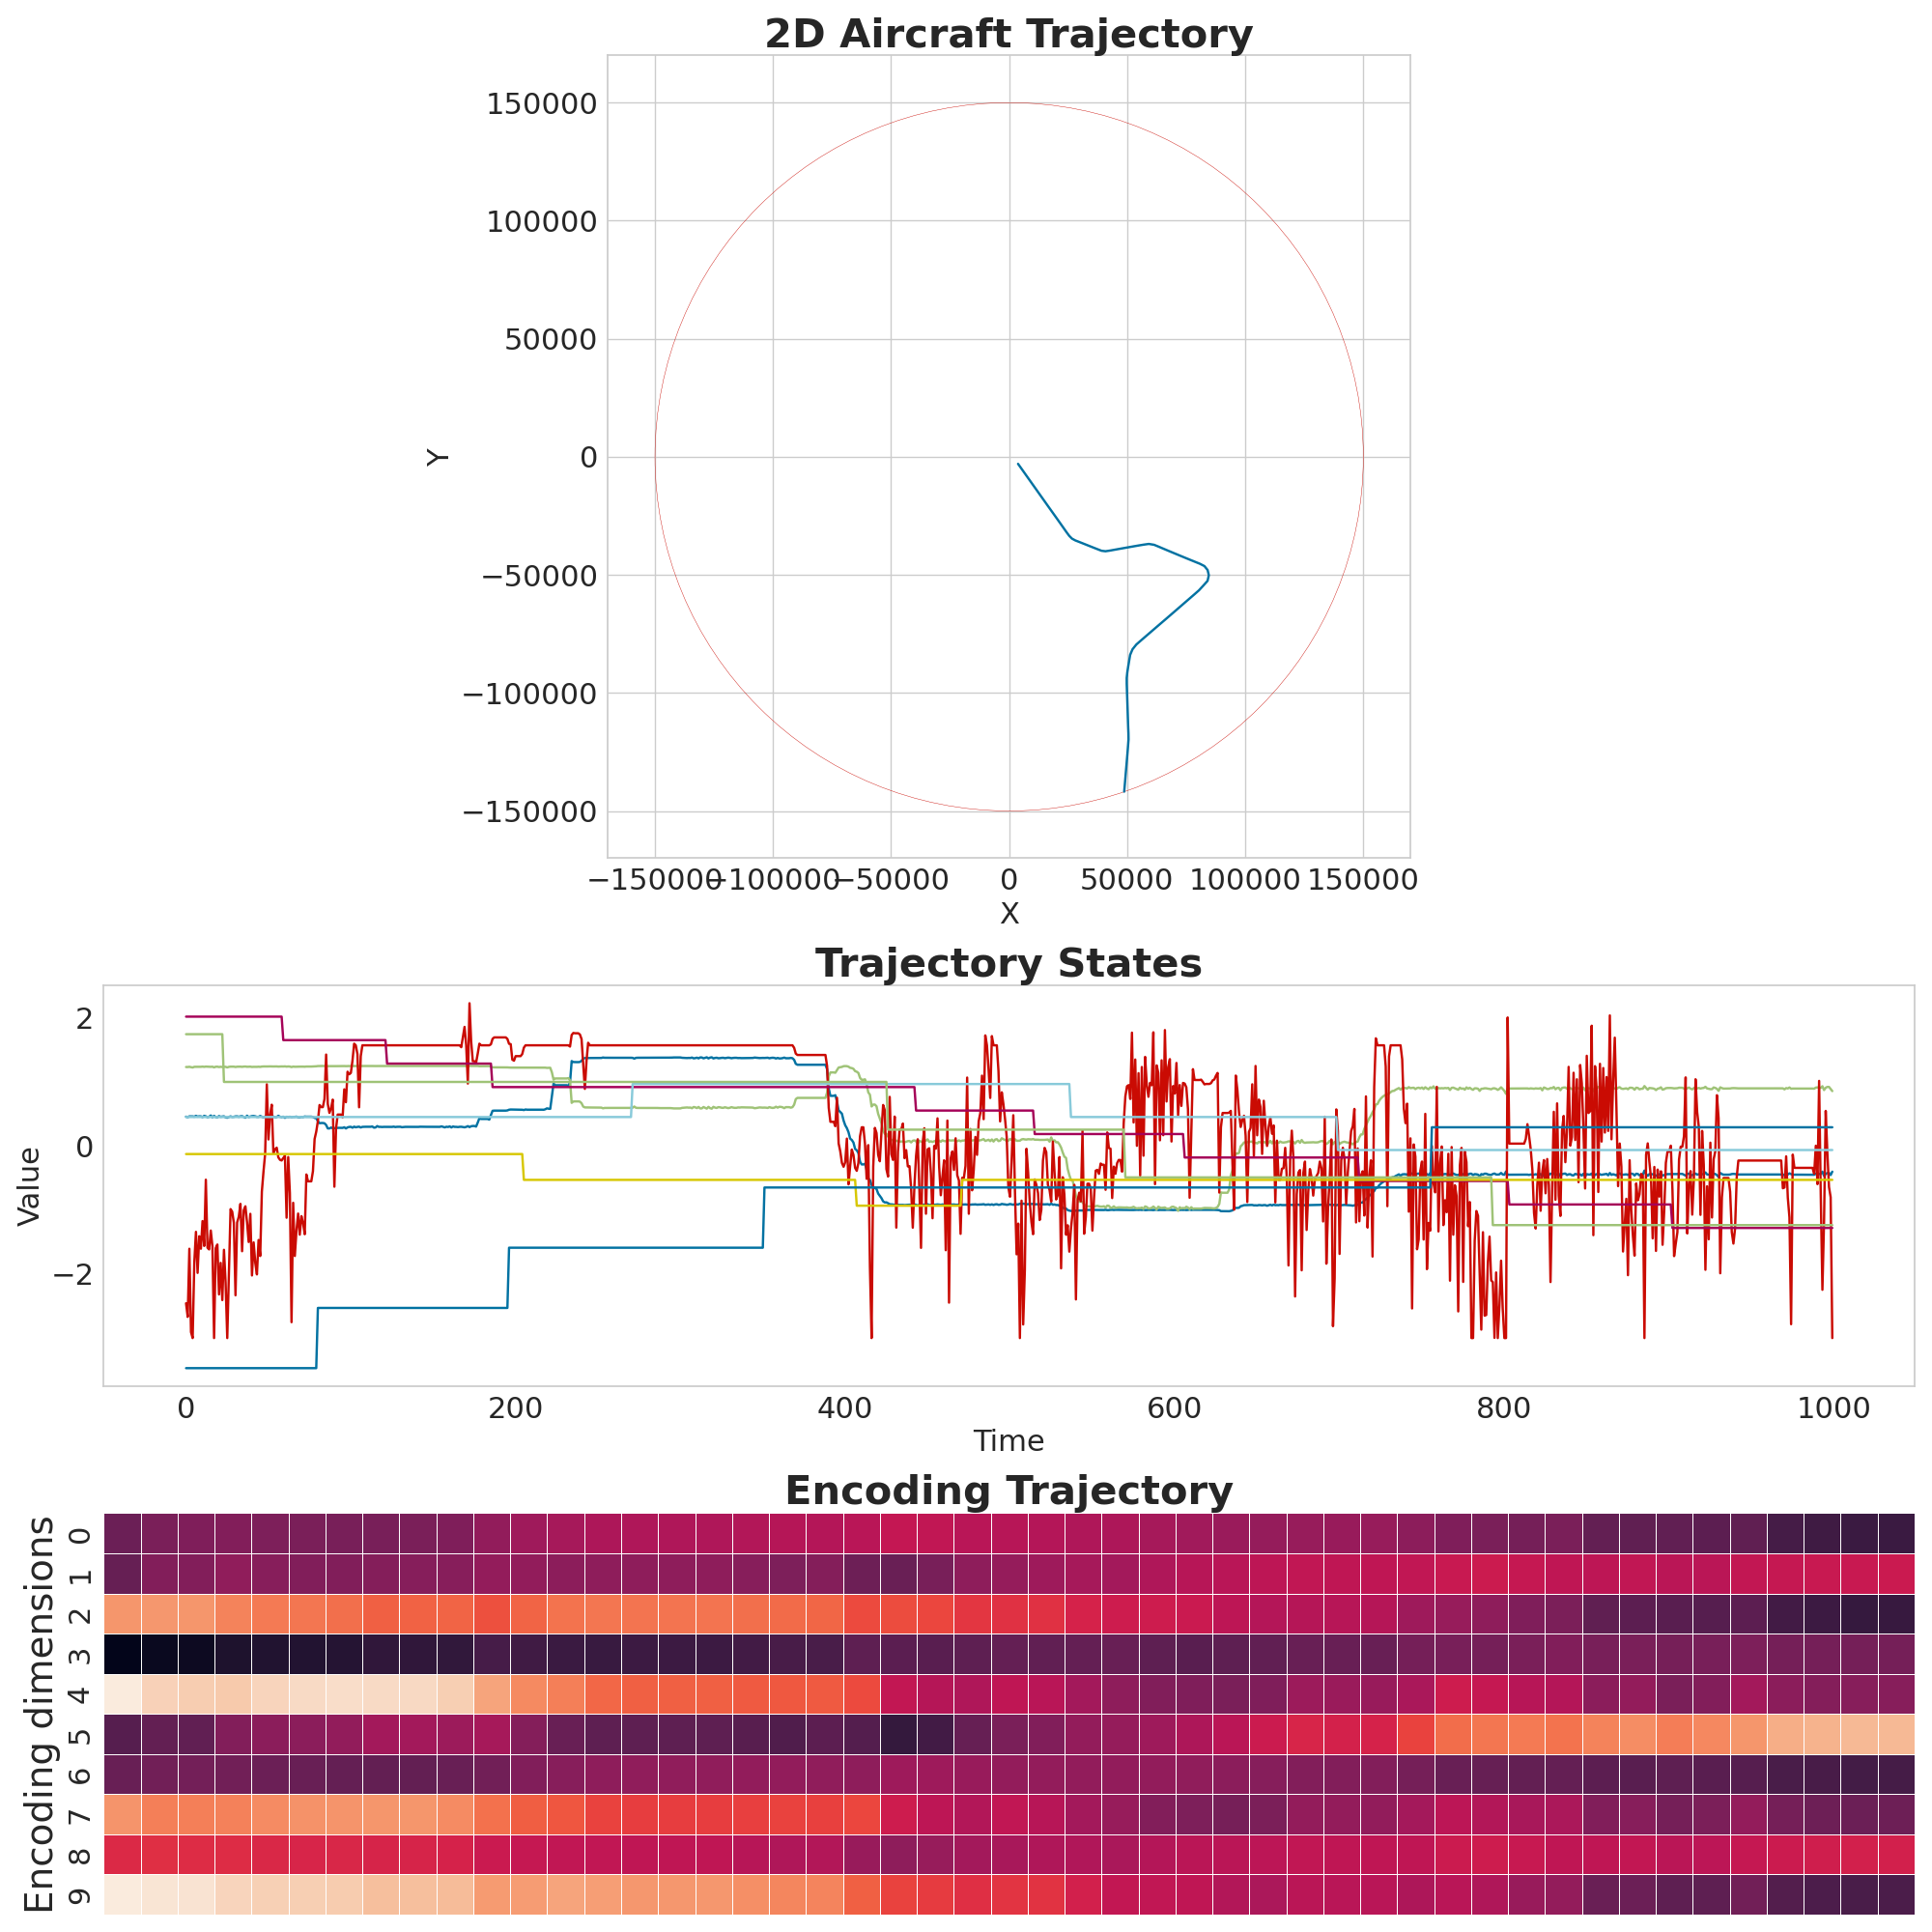 2D Aircraft Trajectory
150000
100000
50000
0
−50000
−100000
−150000
Y
−150000 −100000 −50000 0 50000 100000 150000
X
Trajectory States
2
0
−2
Value
0 200 400 600 800 1000
Time
Encoding Trajectory
0
1
2
3
4
5
6
7
8
9
Encoding dimensions